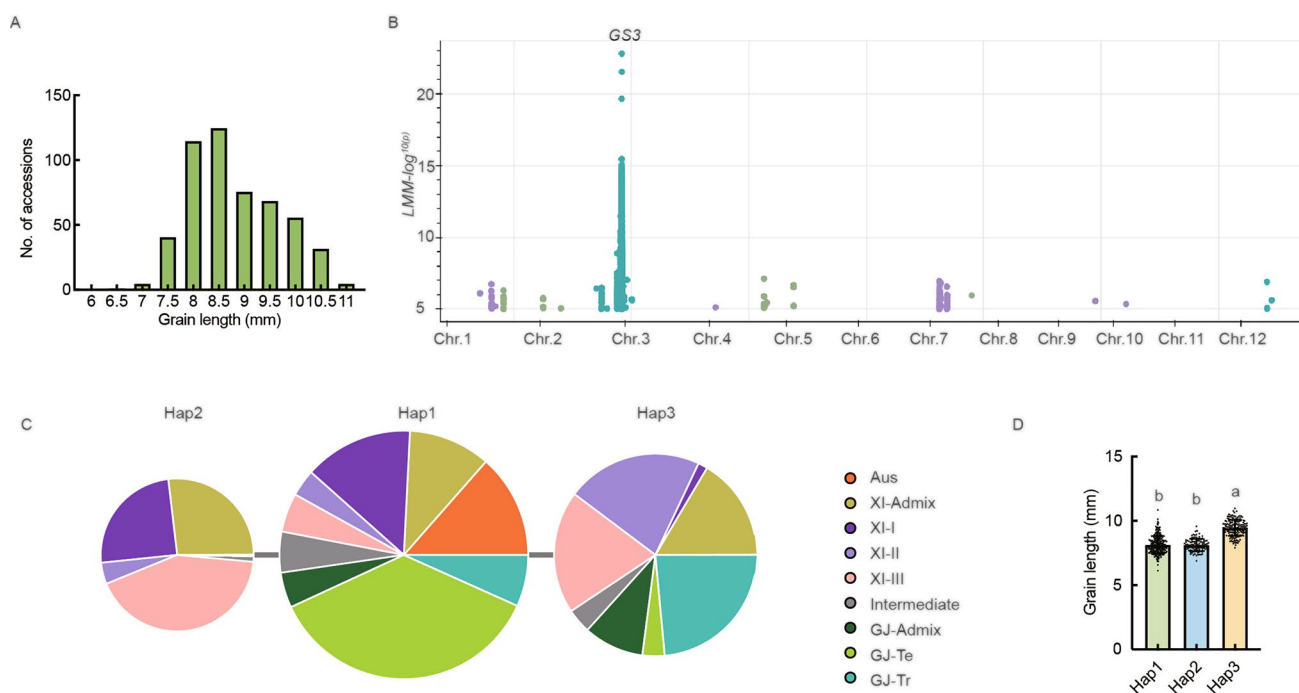 A
No. of accessions
150
100
50
0
6 6.5 7 7.5 8 8.5 9 9.5 10 10.5 11
Grain length (mm)
B
GS3
LMM-log10(p)
20
15
10
5
Chr.1 Chr.2 Chr.3 Chr.4 Chr.5 Chr.6 Chr.7 Chr.8 Chr.9 Chr.10 Chr.11 Chr.12
C
Hap2 Hap1 Hap3
Aus
XI-Admix
XI-I
XI-II
XI-III
Intermediate
GJ-Admix
GJ-Te
GJ-Tr
D
Grain length (mm)
15
10
5
0
b b a
Hap1 Hap2 Hap3